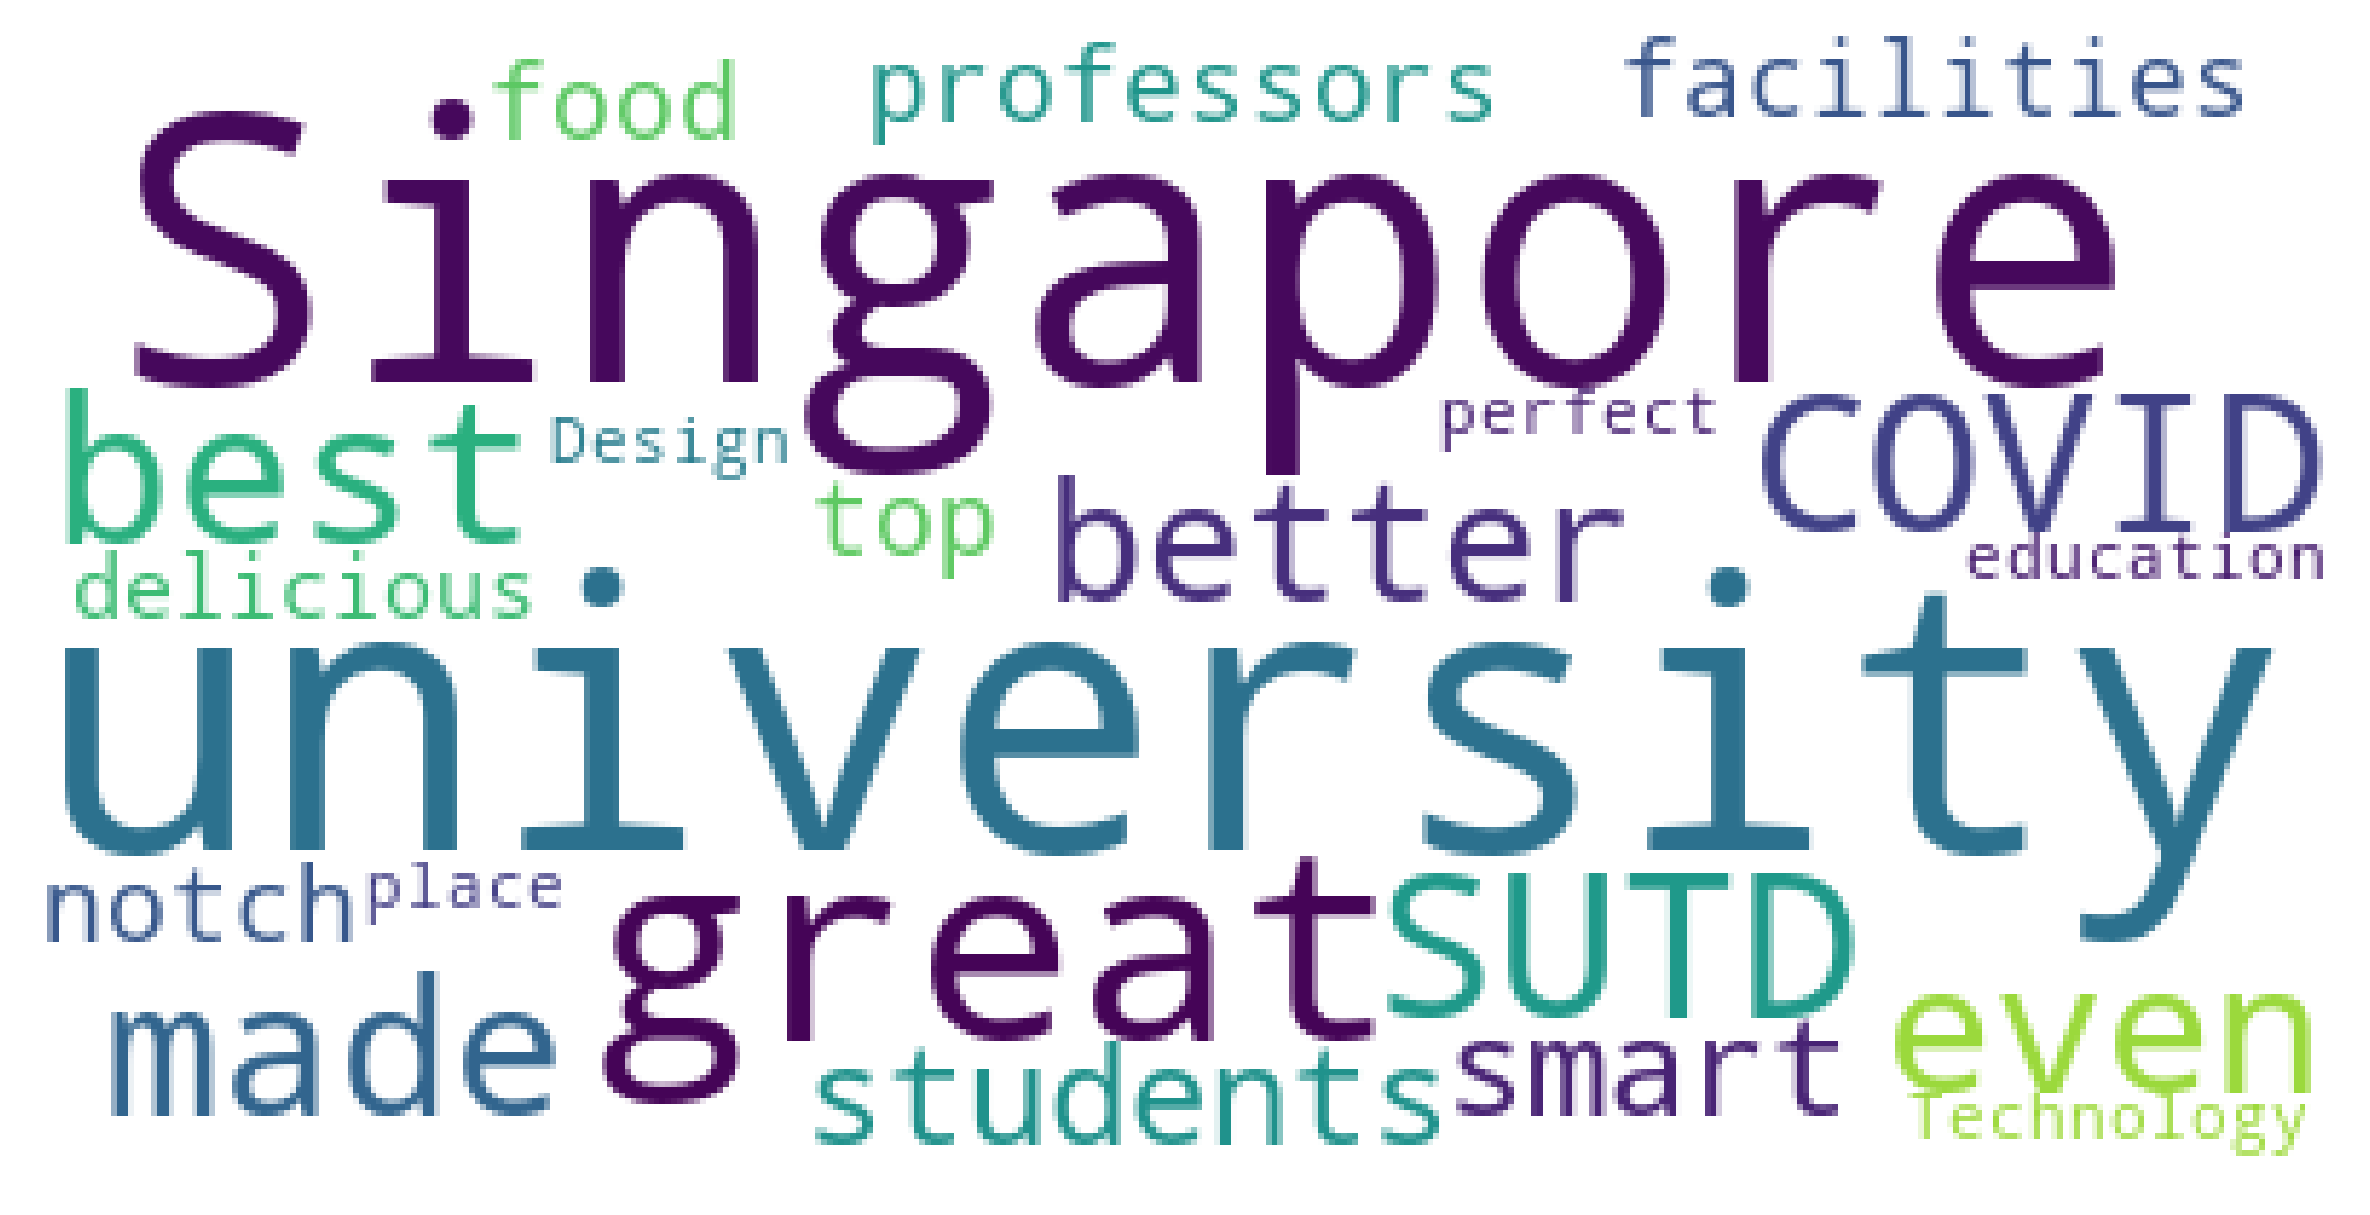 food professors facilities
Singapore
best Design perfect COVID
top better education
delicious
university
notch place great SUTD
made even
students smart Technology